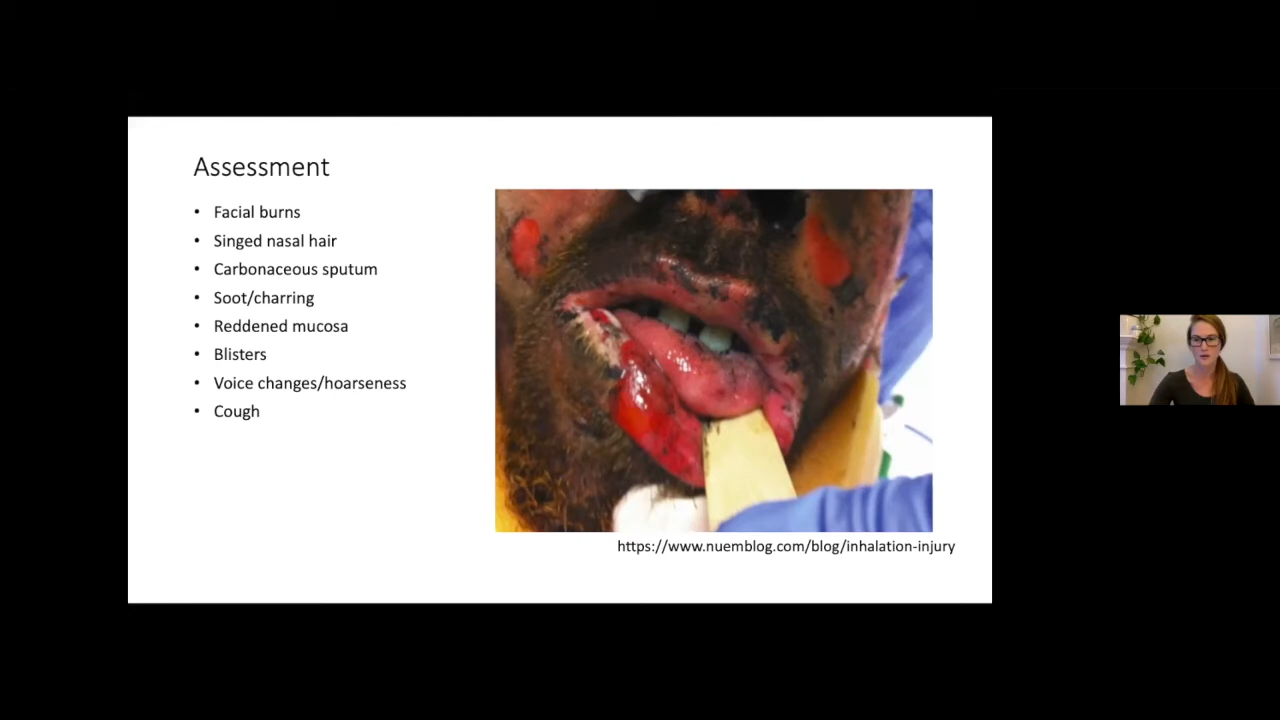 Assessment
• Facial burns
• Singed nasal hair
• Carbonaceous sputum
• Soot/charring
• Reddened mucosa
• Blisters
• Voice changes/hoarseness
• Cough
https://www.nuemblog.com/blog/inhalation-injury